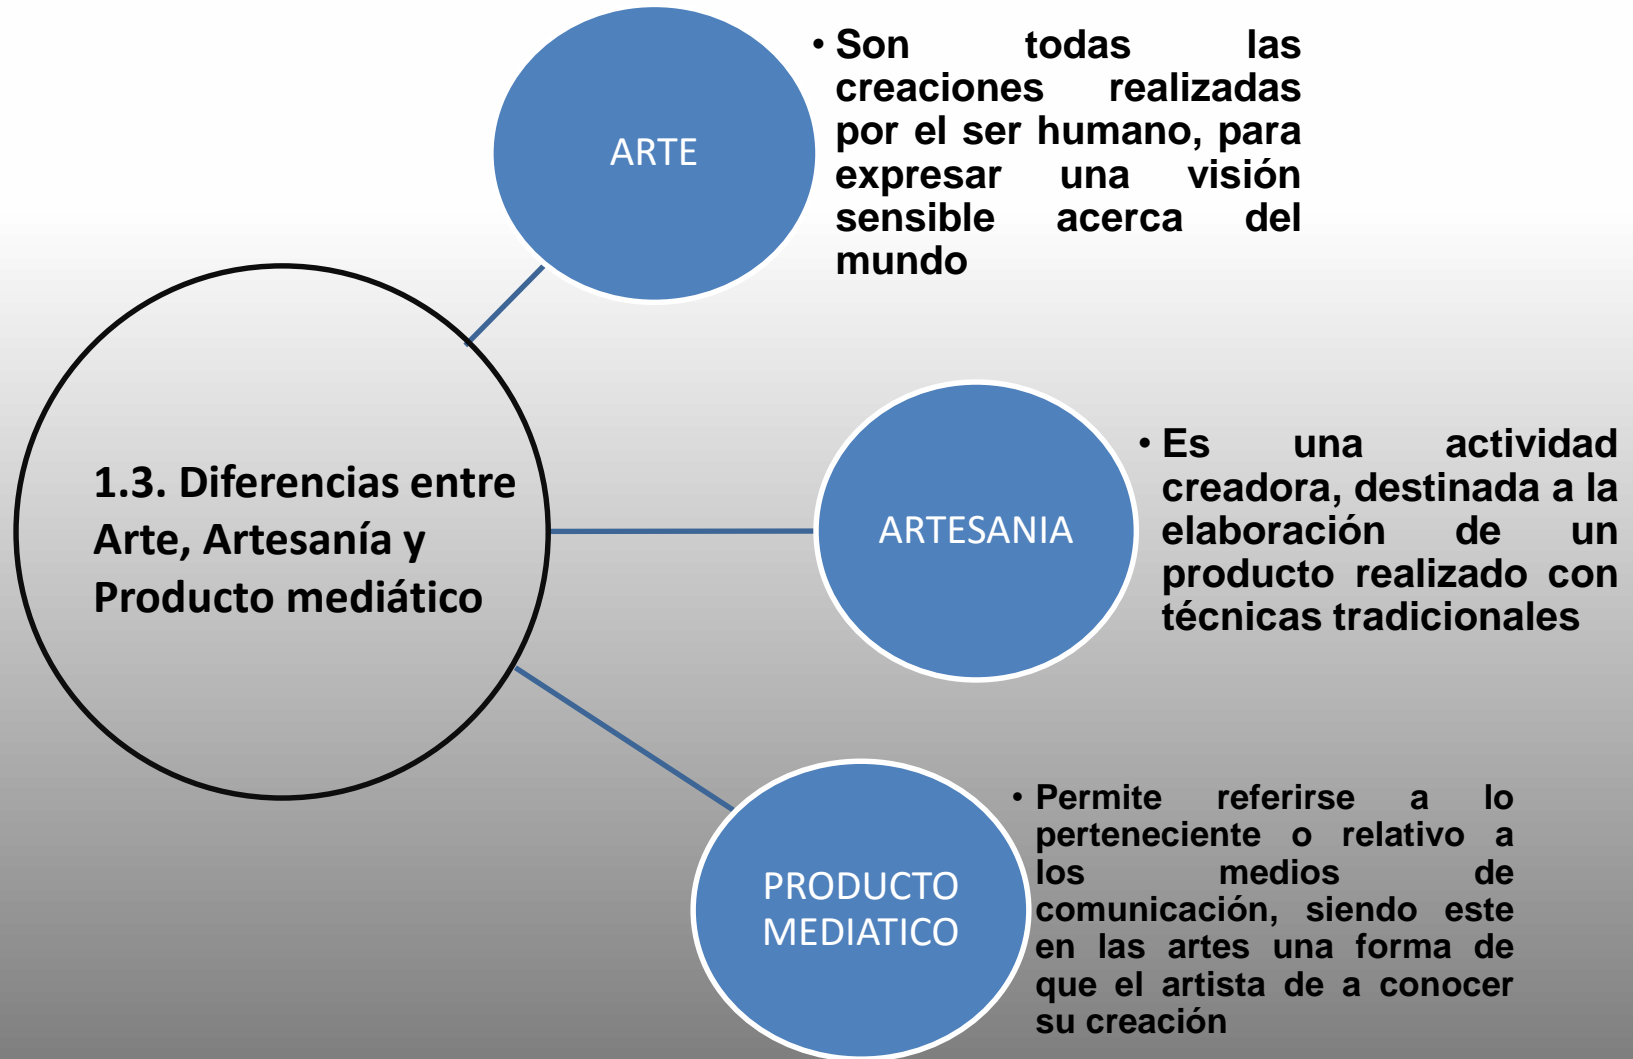 ARTE
• Son todas las
creaciones realizadas
por el ser humano, para
expresar una visión
sensible acerca del
mundo
1.3. Diferencias entre
Arte, Artesanía y
Producto mediático
ARTESANIA
• Es una actividad
creadora, destinada a la
elaboración de un
producto realizado con
técnicas tradicionales
PRODUCTO
MEDIATICO
• Permite referirse a lo
perteneciente o relativo a
los medios de
comunicación, siendo este
en las artes una forma de
que el artista de a conocer
su creación